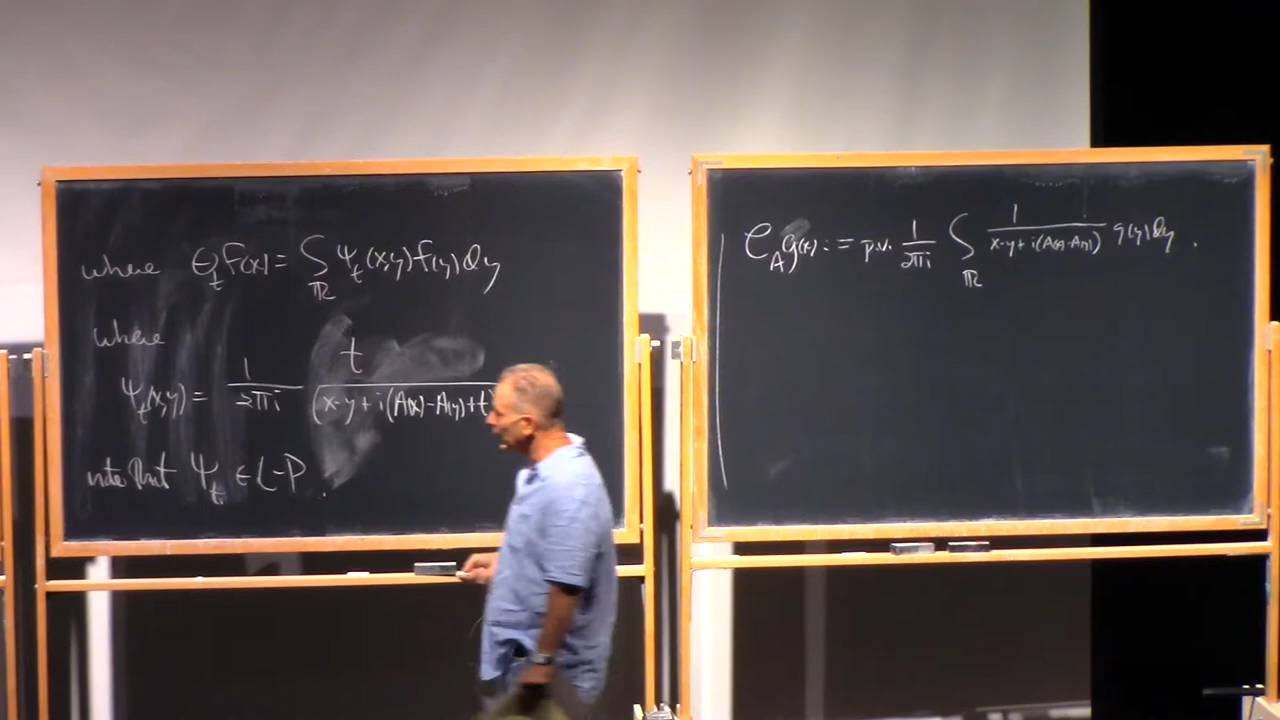 where θ_t f(x) = ∫_ℝ ψ_t(x,y) f(y) dy
where
ψ_t(x,y) = 1/2πi t/(x-y+i(A(x)-A(y)+t)
note that ψ_t ∈ L-P.
C_A g(x) := p.v. 1/2πi ∫_ℝ 1/(x-y+i(A(x)-A(y))) g(y) dy.